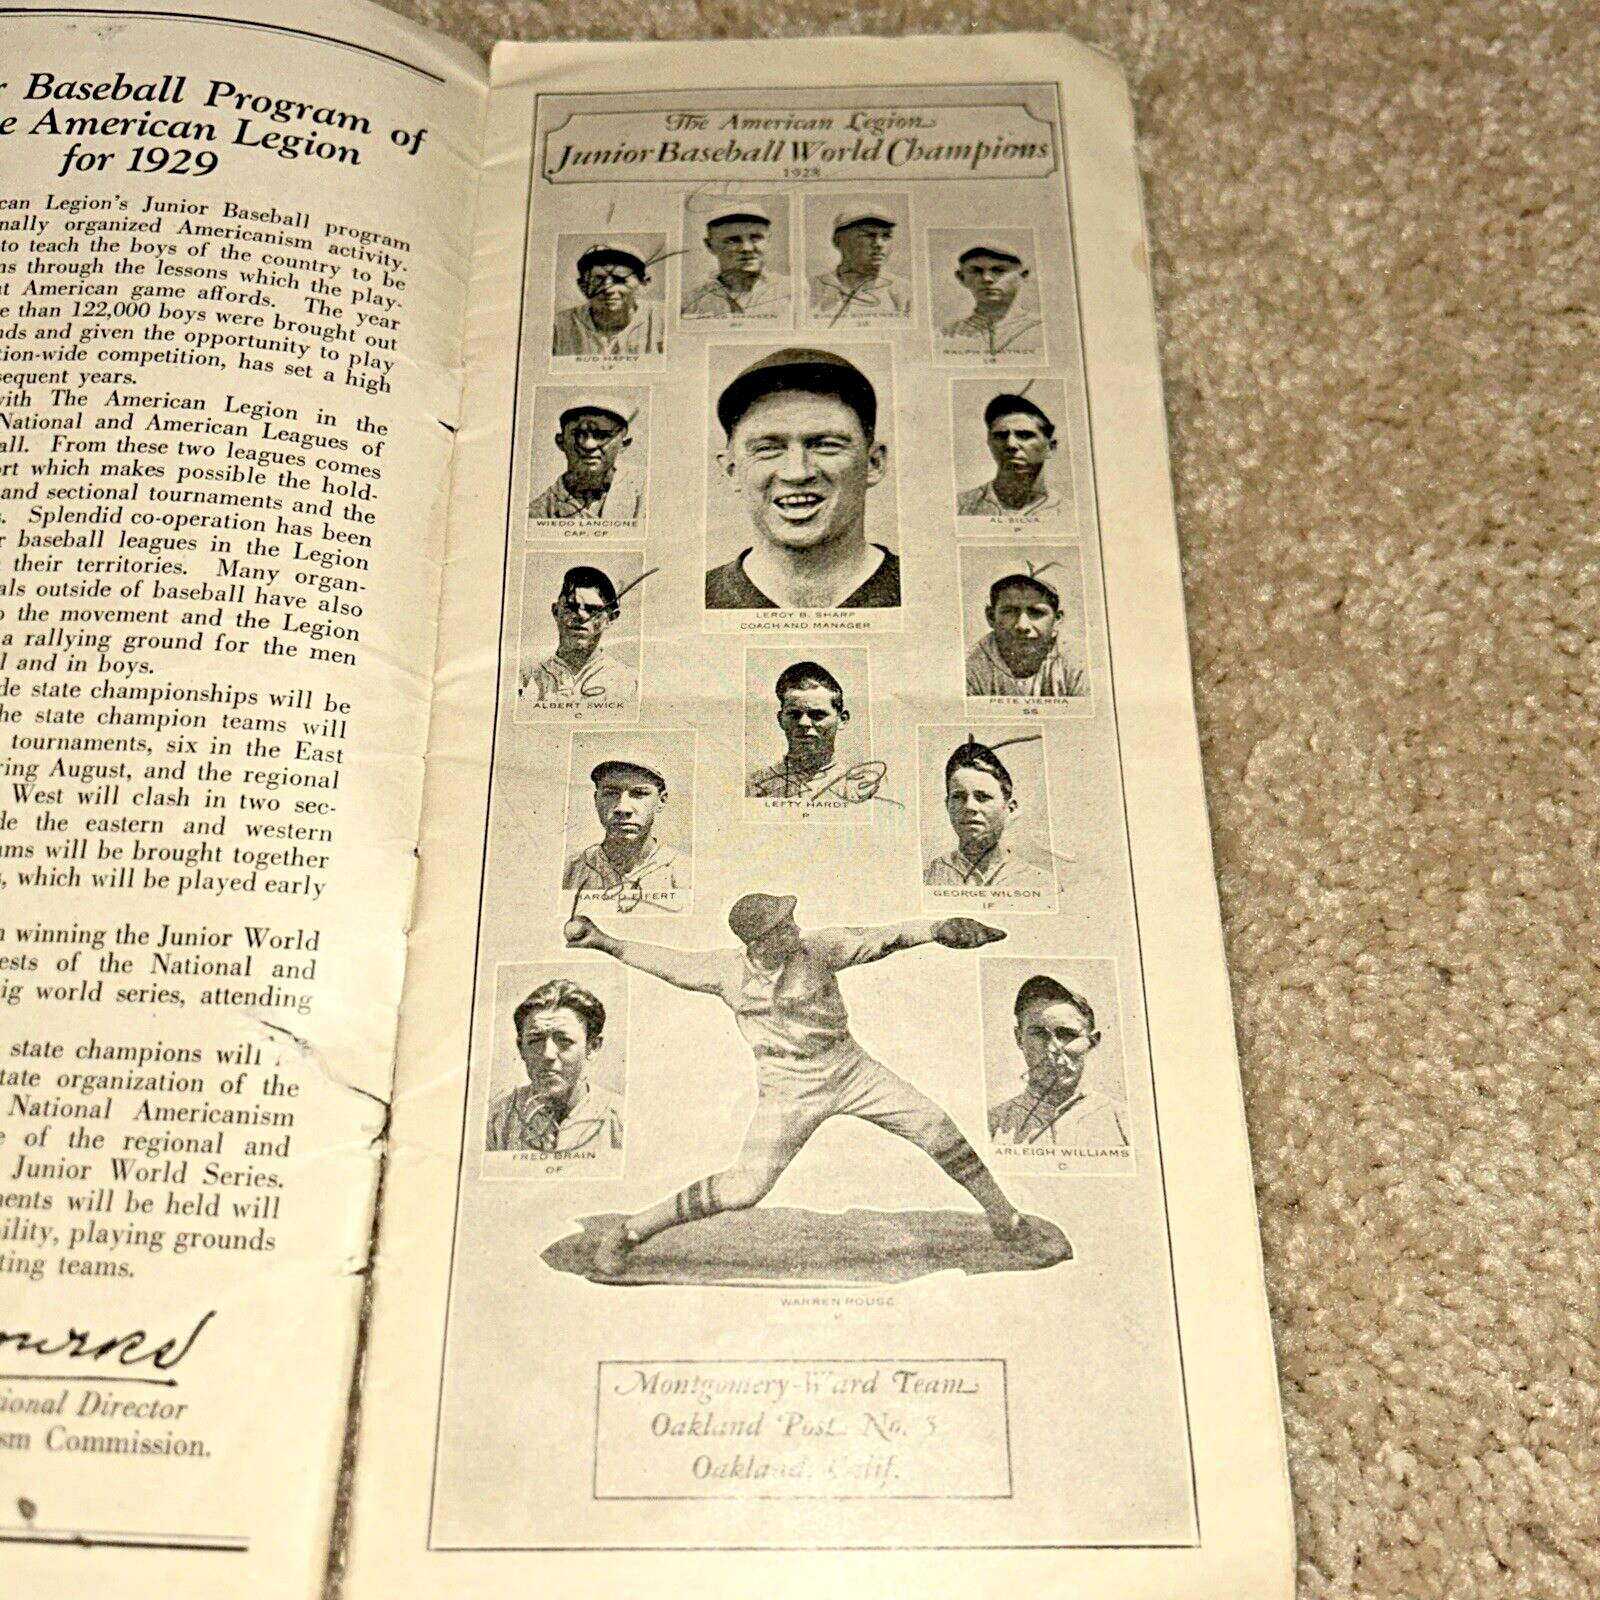 Baseball Program of
American Legion
for 1929
can Legion's Junior Baseball program
nally organized Americanism activity.
to teach the boys of the country to be
ns through the lessons which the play-
t American game affords. The year
e than 122,000 boys were brought out
nds and given the opportunity to play
tion-wide competition, has set a high
sequent years.
with The American Legion in the
National and American Leagues of
all. From these two leagues comes
ort which makes possible the hold-
and sectional tournaments and the
. Splendid co-operation has been
r baseball leagues in the Legion
their territories. Many organ-
als outside of baseball have also
o the movement and the Legion
a rallying ground for the men
l and in boys.
de state championships will be
he state champion teams will
tournaments, six in the East
ring August, and the regional
West will clash in two sec-
de the eastern and western
ams will be brought together
, which will be played early
n winning the Junior World
ests of the National and
ig world series, attending
state champions will
tate organization of the
National Americanism
e of the regional and
Junior World Series.
ments will be held will
ility, playing grounds
ting teams.
ional Director
sm Commission.
The American Legion
Junior Baseball World Champions
1928
HANSEN
BUD HAFEY
LF
RALPH WHITNEY
WIEDO LANCIONE
CAP. CF
AL SILVA
P
LEROY B. SHARP
COACH AND MANAGER
ALBERT SWICK
C
PETE VIERRA
SS
LEFTY HARDT
P
HAROLD EIFERT
GEORGE WILSON
IF
FRED BRAIN
OF
ARLEIGH WILLIAMS
C
WARREN ROUSE
Montgomery-Ward Team
Oakland Post No. 5
Oakland, Calif.